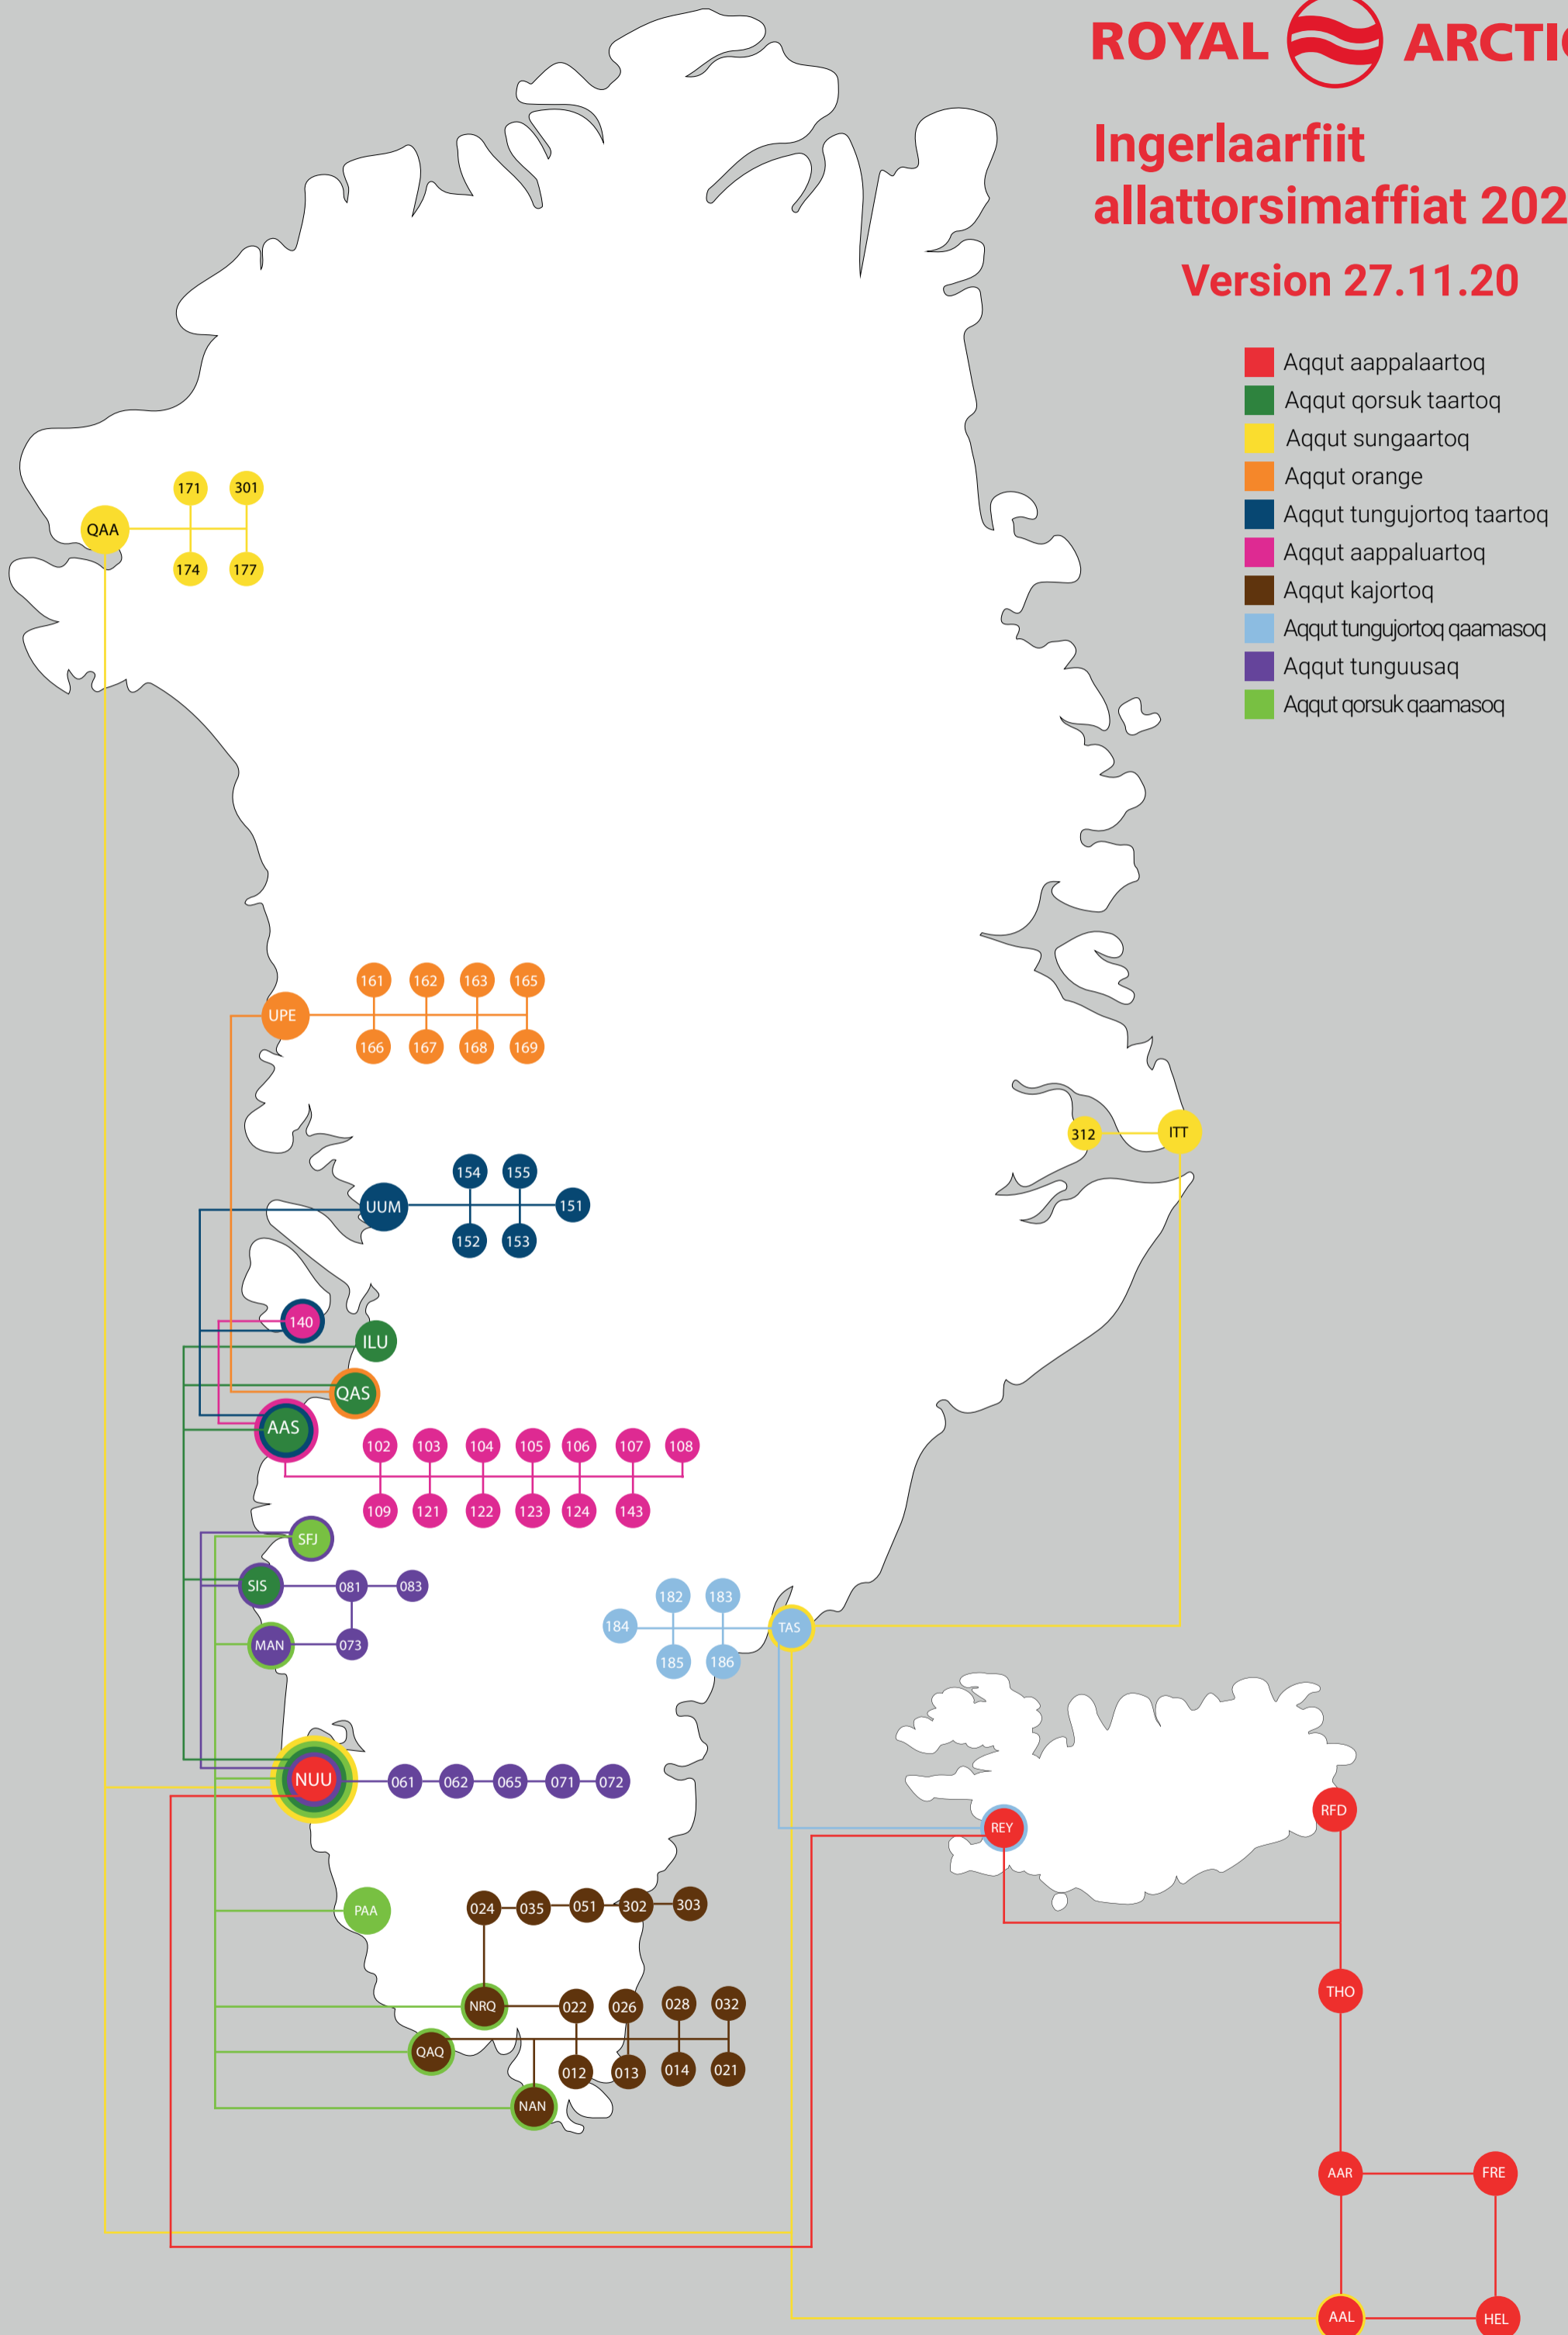 ROYAL ARCTIC
Ingerlaarfiit
allattorsimaffiat 202
Version 27.11.20
Aqqut aappalaartoq
Aqqut qorsuk taartoq
Aqqut sungaartoq
Aqqut orange
Aqqut tungujortoq taartoq
Aqqut aappaluartoq
Aqqut kajortoq
Aqqut tungujortoq qaamasoq
Aqqut tunguusaq
Aqqut qorsuk qaamasoq
171 301
QAA
174 177
161 162 163 165
UPE
166 167 168 169
312 ITT
154 155
UUM 151
152 153
140
ILU
QAS
AAS
102 103 104 105 106 107 108
109 121 122 123 124 143
SFJ
SIS 081 083
MAN 073
182 183
184 TAS
185 186
NUU 061 062 065 071 072
REY RFD
PAA
024 035 051 302 303
NRQ 022 026 028 032
QAQ
012 013 014 021
NAN
THO
AAR FRE
AAL HEL